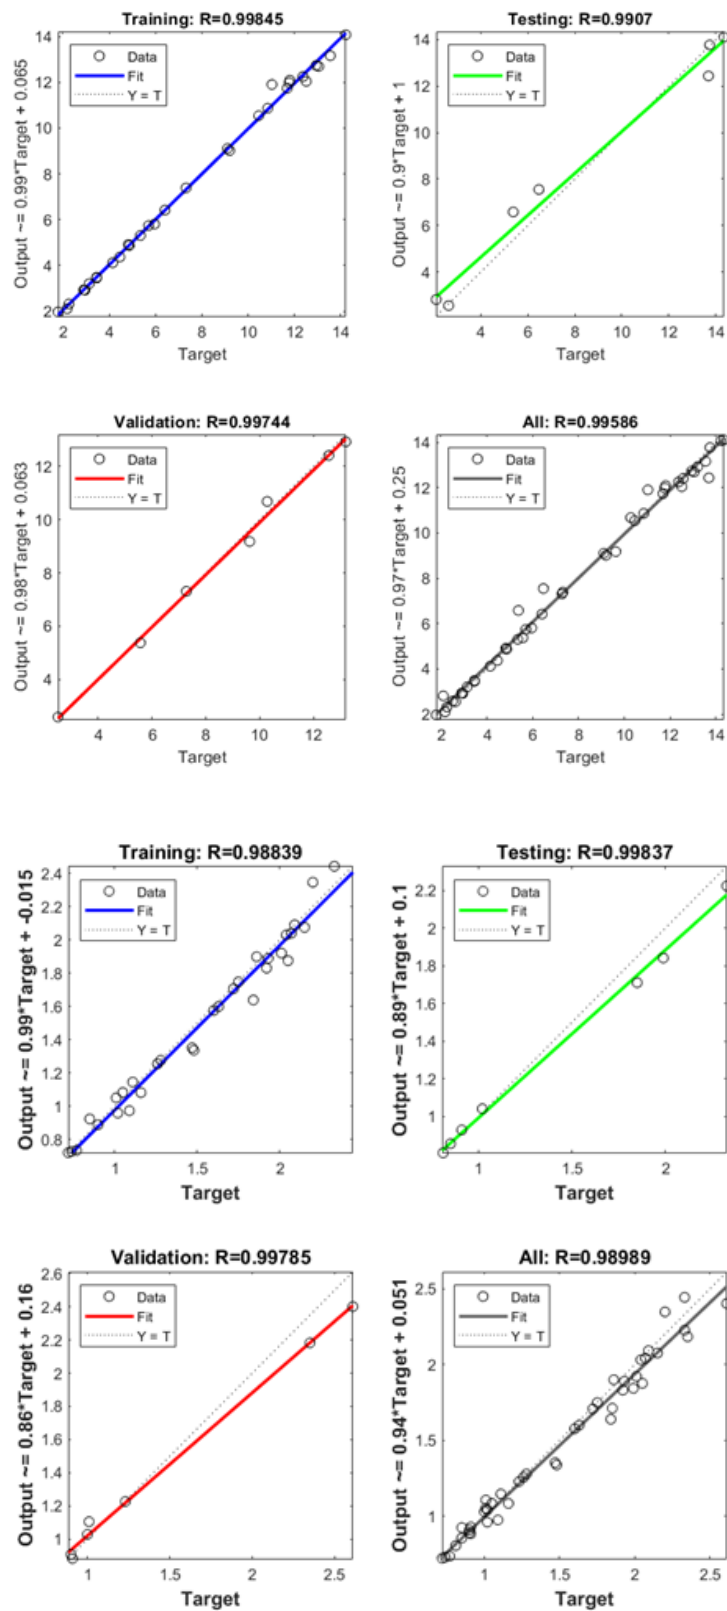 Training: R=0.99845
Output ~= 0.99*Target + 0.065
14
12
10
8
6
4
2
Data
Fit
Y = T
2 4 6 8 10 12 14
Target
Testing: R=0.9907
Output ~= 0.9*Target + 1
14
12
10
8
6
4
Data
Fit
Y = T
4 6 8 10 12 14
Target
Validation: R=0.99744
Output ~= 0.98*Target + 0.063
12
10
8
6
4
Data
Fit
Y = T
4 6 8 10 12
Target
All: R=0.99586
Output ~= 0.97*Target + 0.25
14
12
10
8
6
4
2
Data
Fit
Y = T
2 4 6 8 10 12 14
Target
Training: R=0.98839
Output ~= 0.99*Target + -0.015
2.4
2.2
2
1.8
1.6
1.4
1.2
1
0.8
Data
Fit
Y = T
1 1.5 2
Target
Testing: R=0.99837
Output ~= 0.89*Target + 0.1
2.2
2
1.8
1.6
1.4
1.2
1
Data
Fit
Y = T
1 1.5 2
Target
Validation: R=0.99785
Output ~= 0.86*Target + 0.16
2.6
2.4
2.2
2
1.8
1.6
1.4
1.2
1
Data
Fit
Y = T
1 1.5 2 2.5
Target
All: R=0.98989
Output ~= 0.94*Target + 0.051
2.5
2
1.5
1
Data
Fit
Y = T
1 1.5 2 2.5
Target